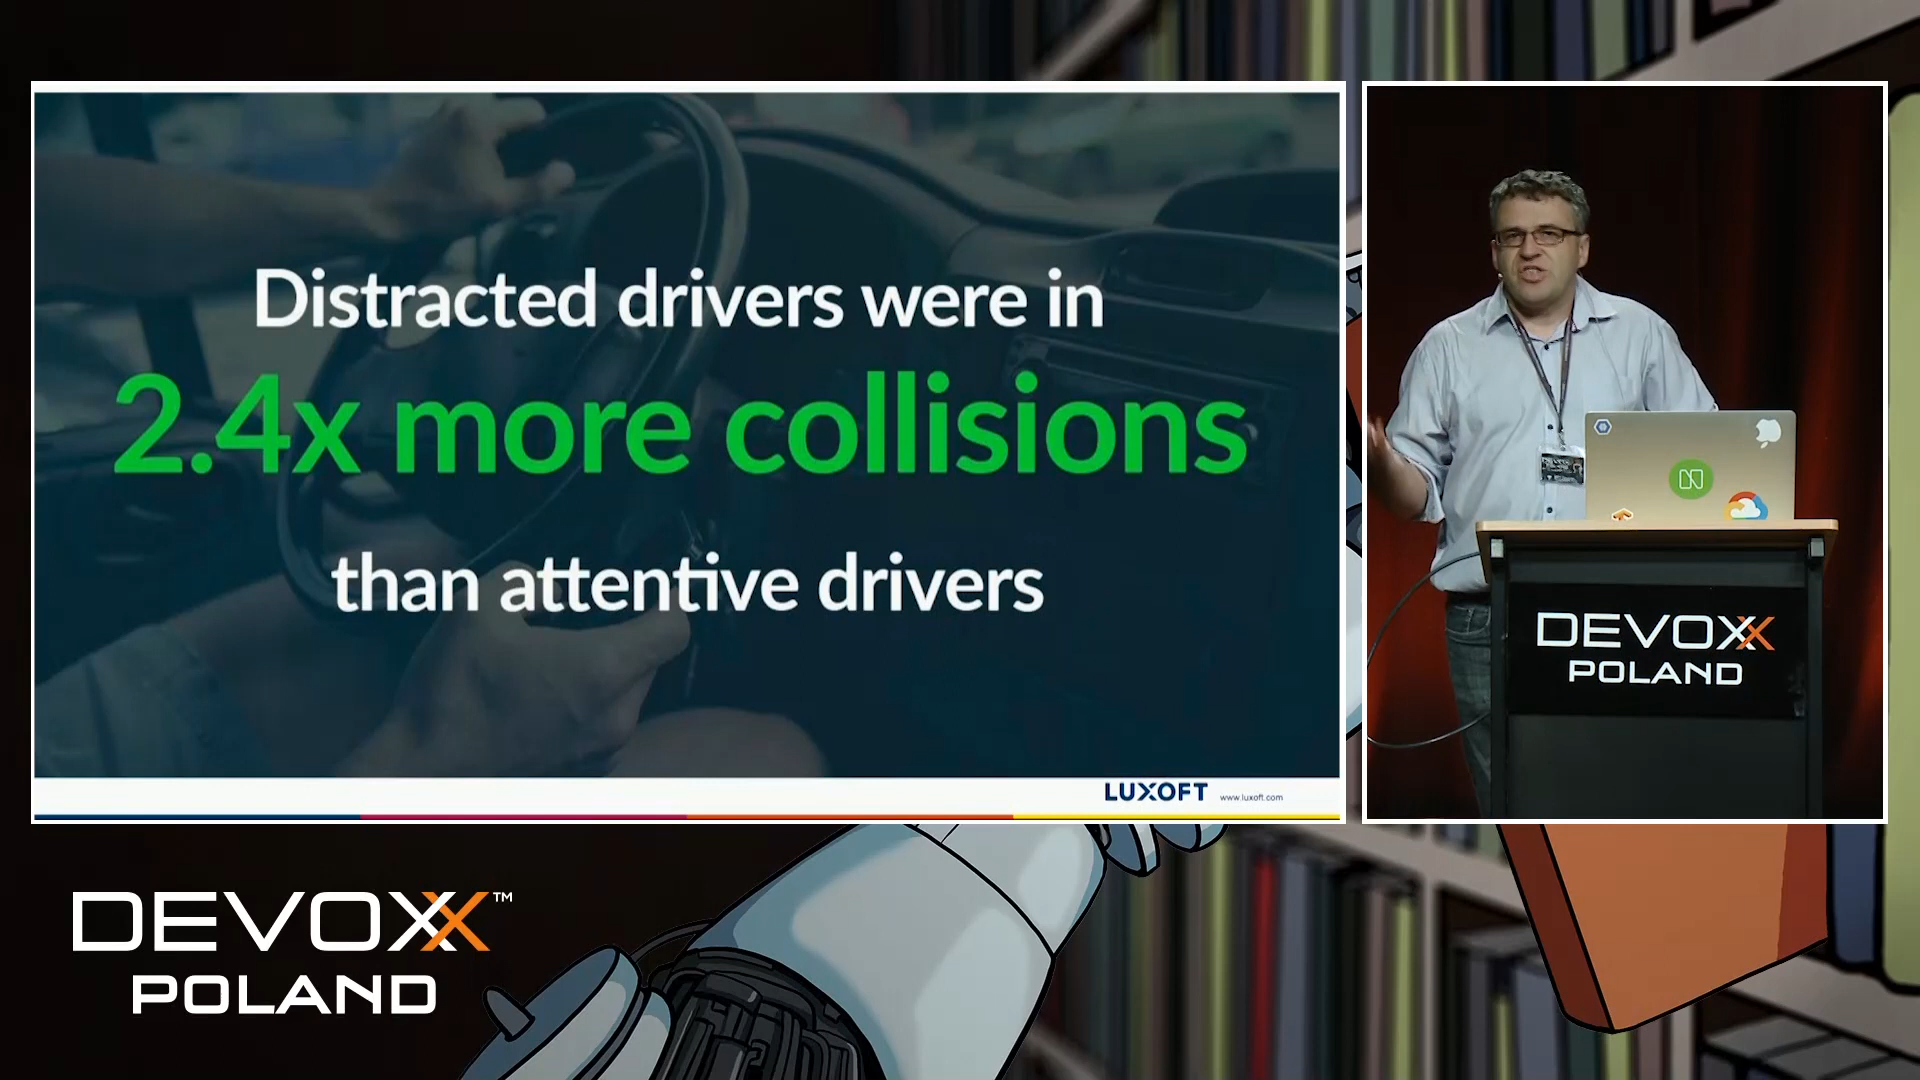 Distracted drivers were in
2.4x more collisions
than attentive drivers
LUXOFT www.luxoft.com
DEVOXX
POLAND
DEVOXX™
POLAND